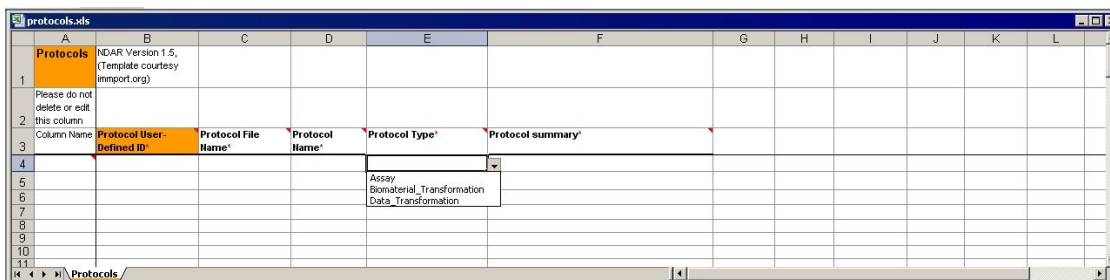 protocols.xls
A B C D E F G H I J K L
1 Protocols NDAR Version 1.5,
(Template courtesy
immport.org)
2 Please do not
delete or edit
this column
3 Column Name Protocol User-
Defined ID* Protocol File
Name* Protocol
Name* Protocol Type* Protocol summary*
4
5 Assay
6 Biomaterial_Transformation
Data_Transformation
7
8
9
10
11
Protocols